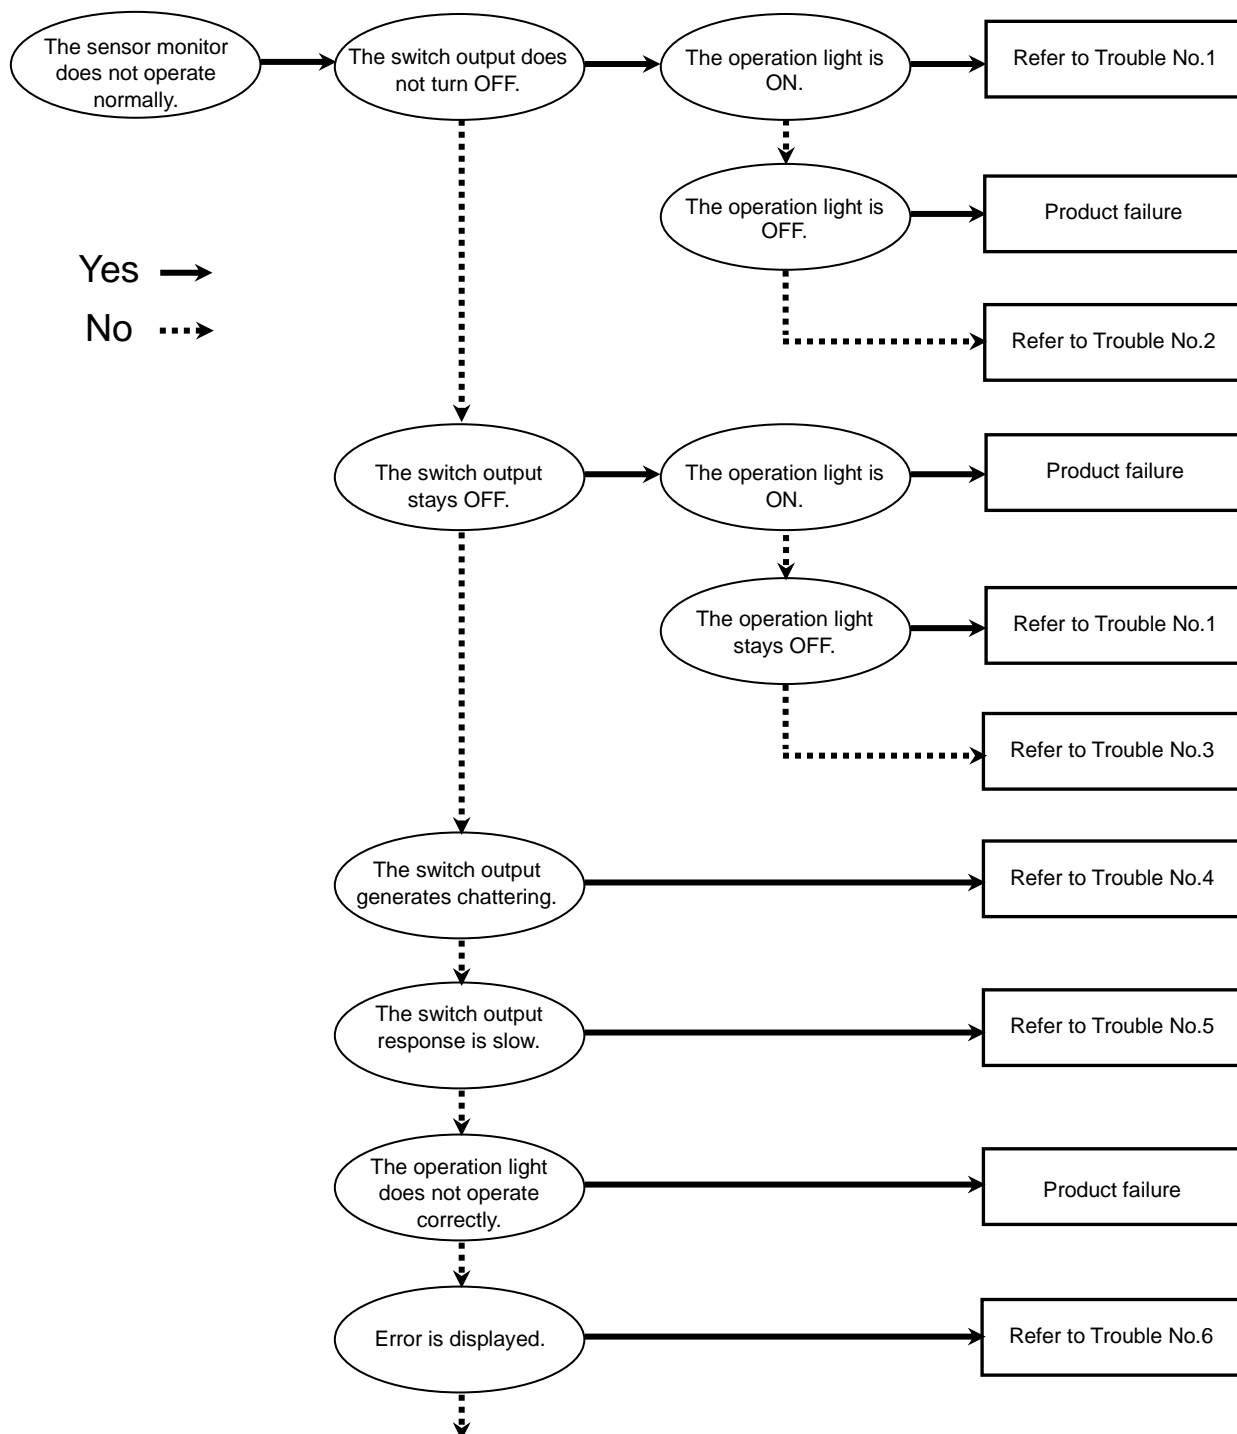 The sensor monitor
does not operate
normally.
The switch output does
not turn OFF.
The operation light is
ON.
Refer to Trouble No.1
The operation light is
OFF.
Product failure
Yes
No
Refer to Trouble No.2
The switch output
stays OFF.
The operation light is
ON.
Product failure
The operation light
stays OFF.
Refer to Trouble No.1
Refer to Trouble No.3
The switch output
generates chattering.
Refer to Trouble No.4
The switch output
response is slow.
Refer to Trouble No.5
The operation light
does not operate
correctly.
Product failure
Error is displayed.
Refer to Trouble No.6